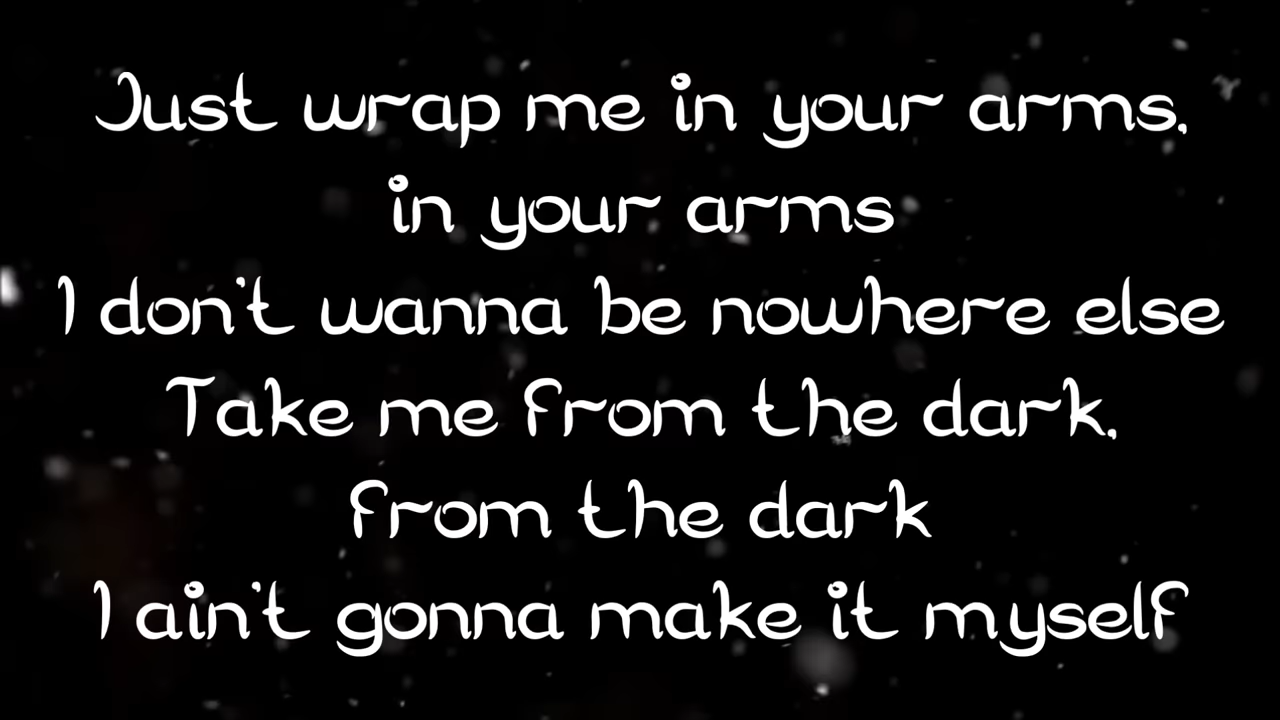 Just wrap me in your arms,
in your arms
I don't wanna be nowhere else
Take me from the dark,
from the dark
I ain't gonna make it myself